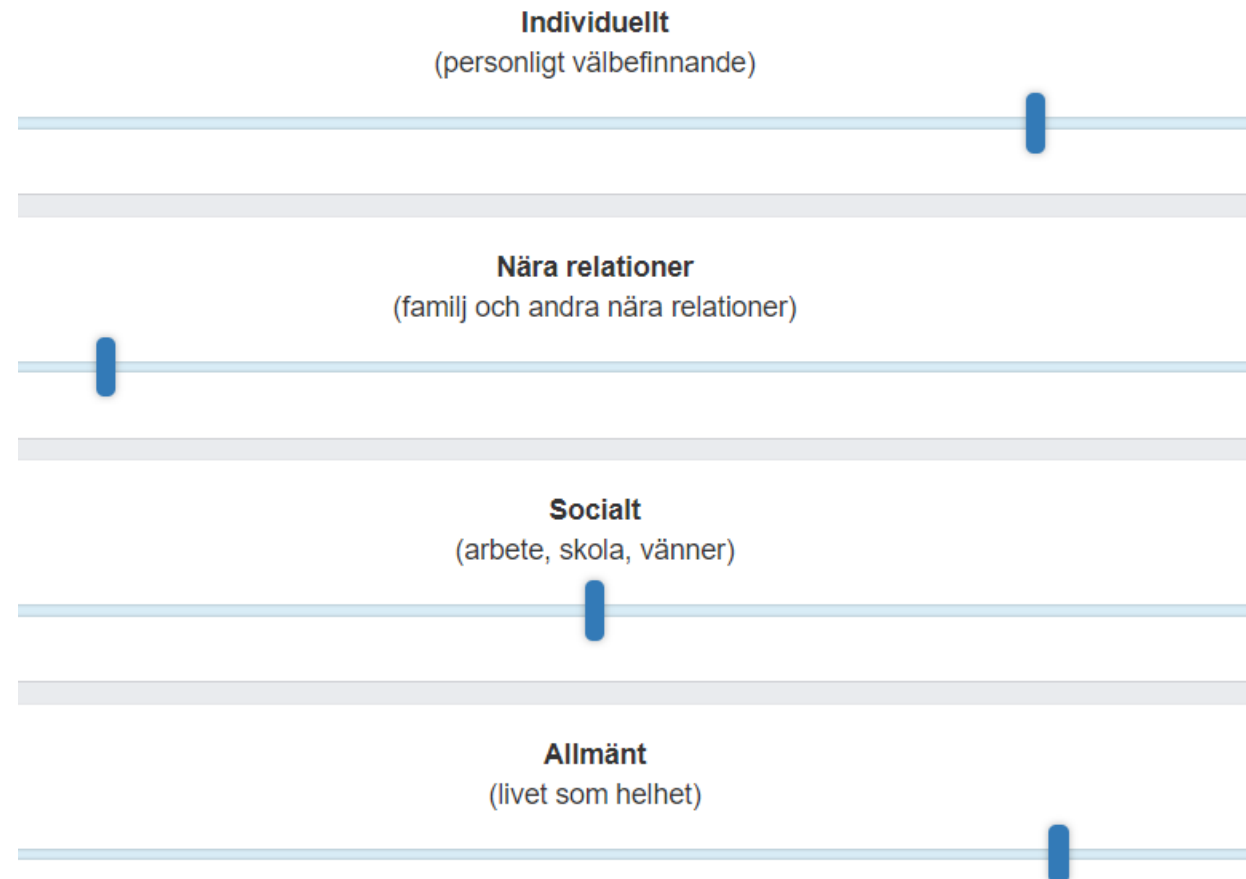 Individuellt
(personligt välbefinnande)
Nära relationer
(familj och andra nära relationer)
Socialt
(arbete, skola, vänner)
Allmänt
(livet som helhet)